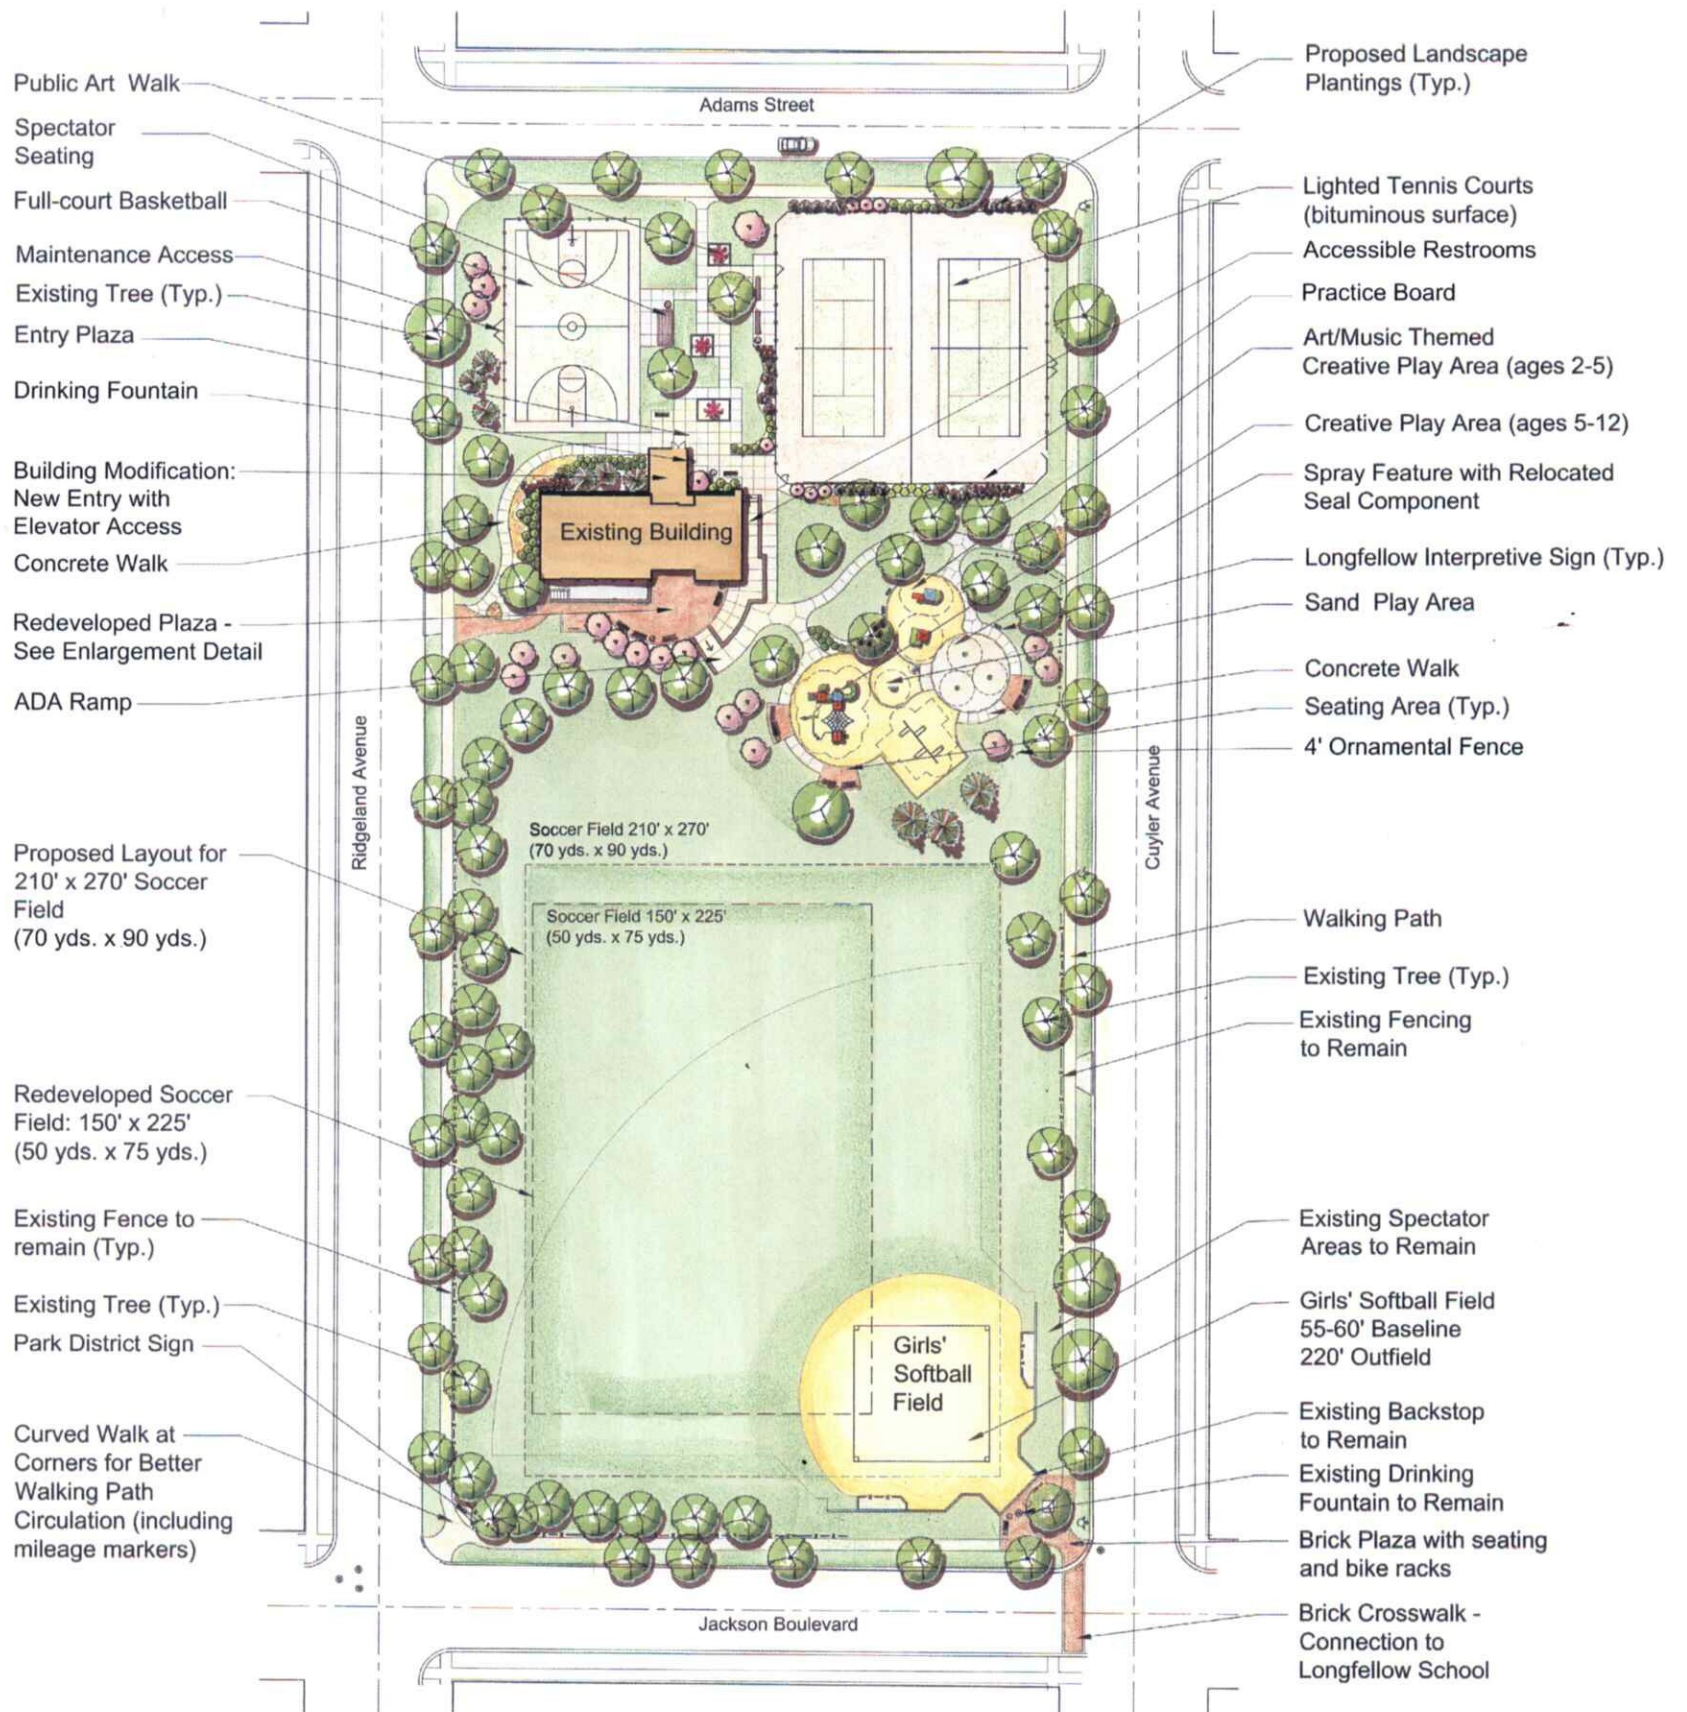 Adams Street
Public Art Walk
Spectator
Seating
Full-court Basketball
Maintenance Access
Existing Tree (Typ.)
Entry Plaza
Drinking Fountain
Building Modification:
New Entry with
Elevator Access
Concrete Walk
Redeveloped Plaza -
See Enlargement Detail
ADA Ramp
Proposed Layout for
210' x 270' Soccer
Field
(70 yds. x 90 yds.)
Redeveloped Soccer
Field: 150' x 225'
(50 yds. x 75 yds.)
Existing Fence to
remain (Typ.)
Existing Tree (Typ.)
Park District Sign
Curved Walk at
Corners for Better
Walking Path
Circulation (including
mileage markers)
Ridgeland Avenue
Existing Building
Soccer Field 210' x 270'
(70 yds. x 90 yds.)
Soccer Field 150' x 225'
(50 yds. x 75 yds.)
Girls'
Softball
Field
Jackson Boulevard
Cuyler Avenue
Proposed Landscape
Plantings (Typ.)
Lighted Tennis Courts
(bituminous surface)
Accessible Restrooms
Practice Board
Art/Music Themed
Creative Play Area (ages 2-5)
Creative Play Area (ages 5-12)
Spray Feature with Relocated
Seal Component
Longfellow Interpretive Sign (Typ.)
Sand Play Area
Concrete Walk
Seating Area (Typ.)
4' Ornamental Fence
Walking Path
Existing Tree (Typ.)
Existing Fencing
to Remain
Existing Spectator
Areas to Remain
Girls' Softball Field
55-60' Baseline
220' Outfield
Existing Backstop
to Remain
Existing Drinking
Fountain to Remain
Brick Plaza with seating
and bike racks
Brick Crosswalk -
Connection to
Longfellow School